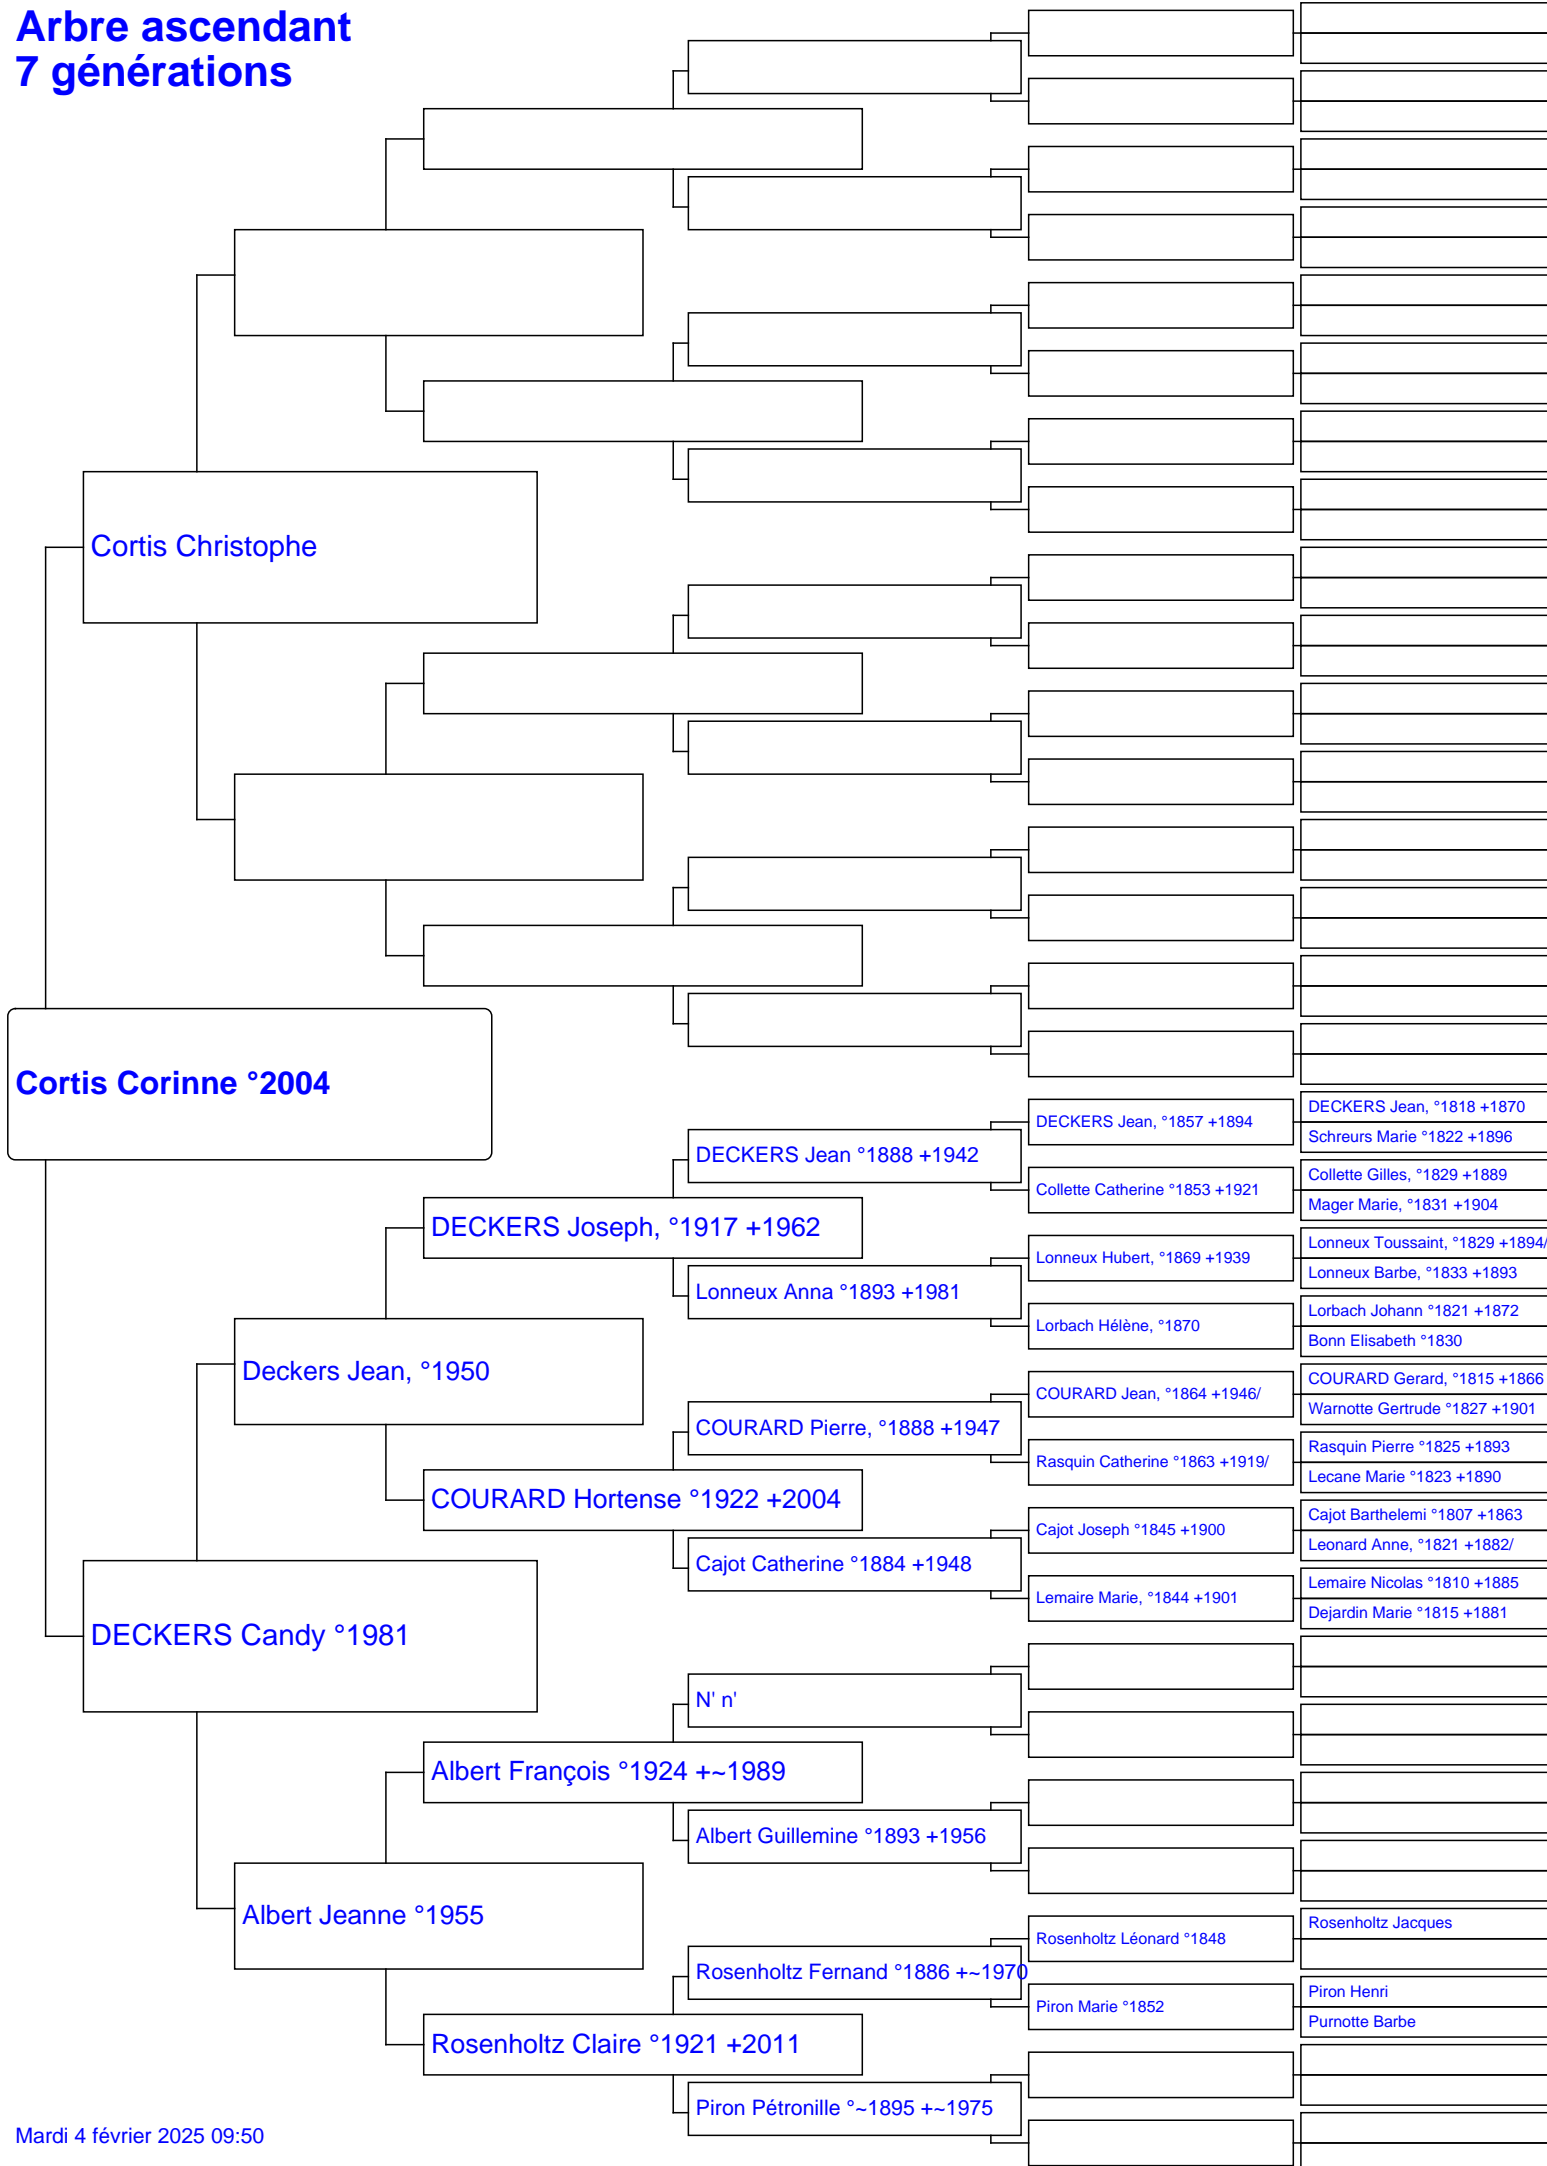 Arbre ascendant
7 générations
Cortis Christophe
Cortis Corinne °2004
DECKERS Jean, °1818 +1870
DECKERS Jean, °1857 +1894
Schreurs Marie °1822 +1896
DECKERS Jean °1888 +1942
Collette Gilles, °1829 +1889
Collette Catherine °1853 +1921
Mager Marie, °1831 +1904
DECKERS Joseph, °1917 +1962
Lonneux Toussaint, °1829 +1894/
Lonneux Hubert, °1869 +1939
Lonneux Barbe, °1833 +1893
Lonneux Anna °1893 +1981
Lorbach Johann °1821 +1872
Lorbach Hélène, °1870
Bonn Elisabeth °1830
Deckers Jean, °1950
COURARD Gerard, °1815 +1866
COURARD Jean, °1864 +1946/
Warnotte Gertrude °1827 +1901
COURARD Pierre, °1888 +1947
Rasquin Pierre °1825 +1893
Rasquin Catherine °1863 +1919/
Lecane Marie °1823 +1890
COURARD Hortense °1922 +2004
Cajot Barthelemi °1807 +1863
Cajot Joseph °1845 +1900
Leonard Anne, °1821 +1882/
Cajot Catherine °1884 +1948
Lemaire Nicolas °1810 +1885
Lemaire Marie, °1844 +1901
Dejardin Marie °1815 +1881
DECKERS Candy °1981
N' n'
Albert François °1924 +~1989
Albert Guillemine °1893 +1956
Albert Jeanne °1955
Rosenholtz Jacques
Rosenholtz Léonard °1848
Rosenholtz Fernand °1886 +~1970
Piron Henri
Piron Marie °1852
Purnotte Barbe
Rosenholtz Claire °1921 +2011
Piron Pétronille °~1895 +~1975
Mardi 4 février 2025 09:50